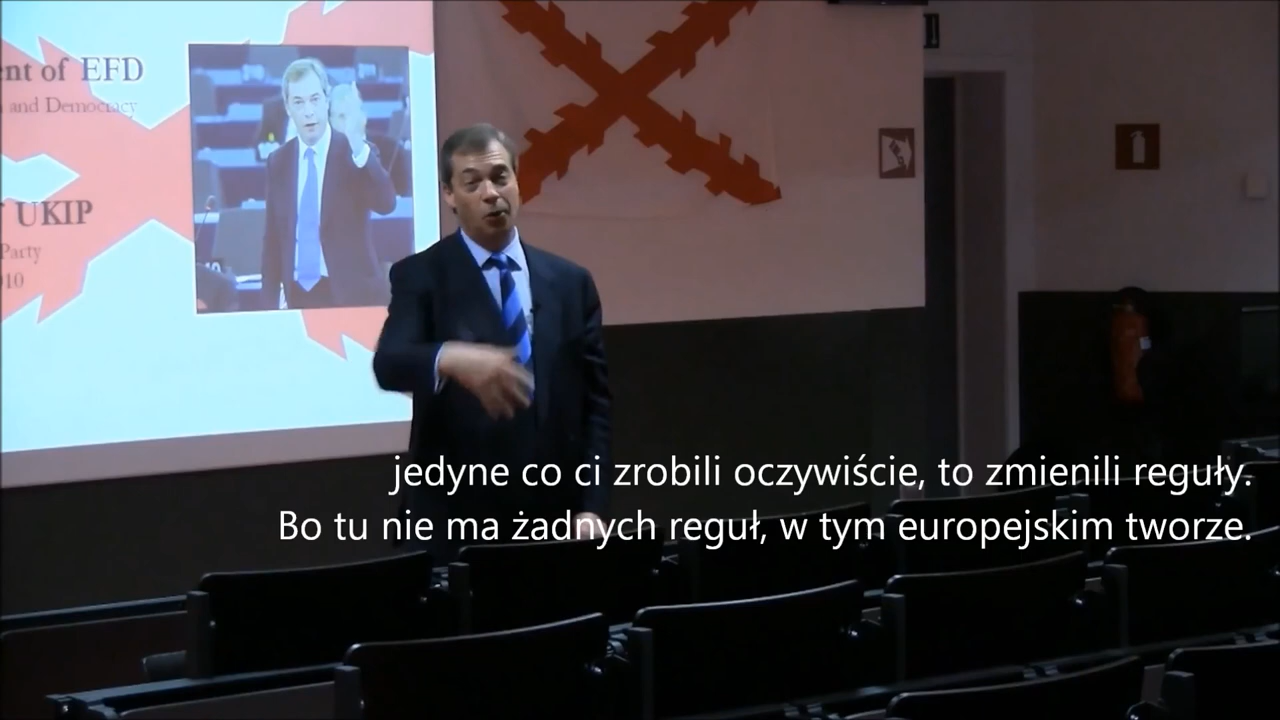 ent of EFD
and Democracy
UKIP
Party
10
jedyne co ci zrobili oczywiście, to zmienili reguły.
Bo tu nie ma żadnych reguł, w tym europejskim tworze.